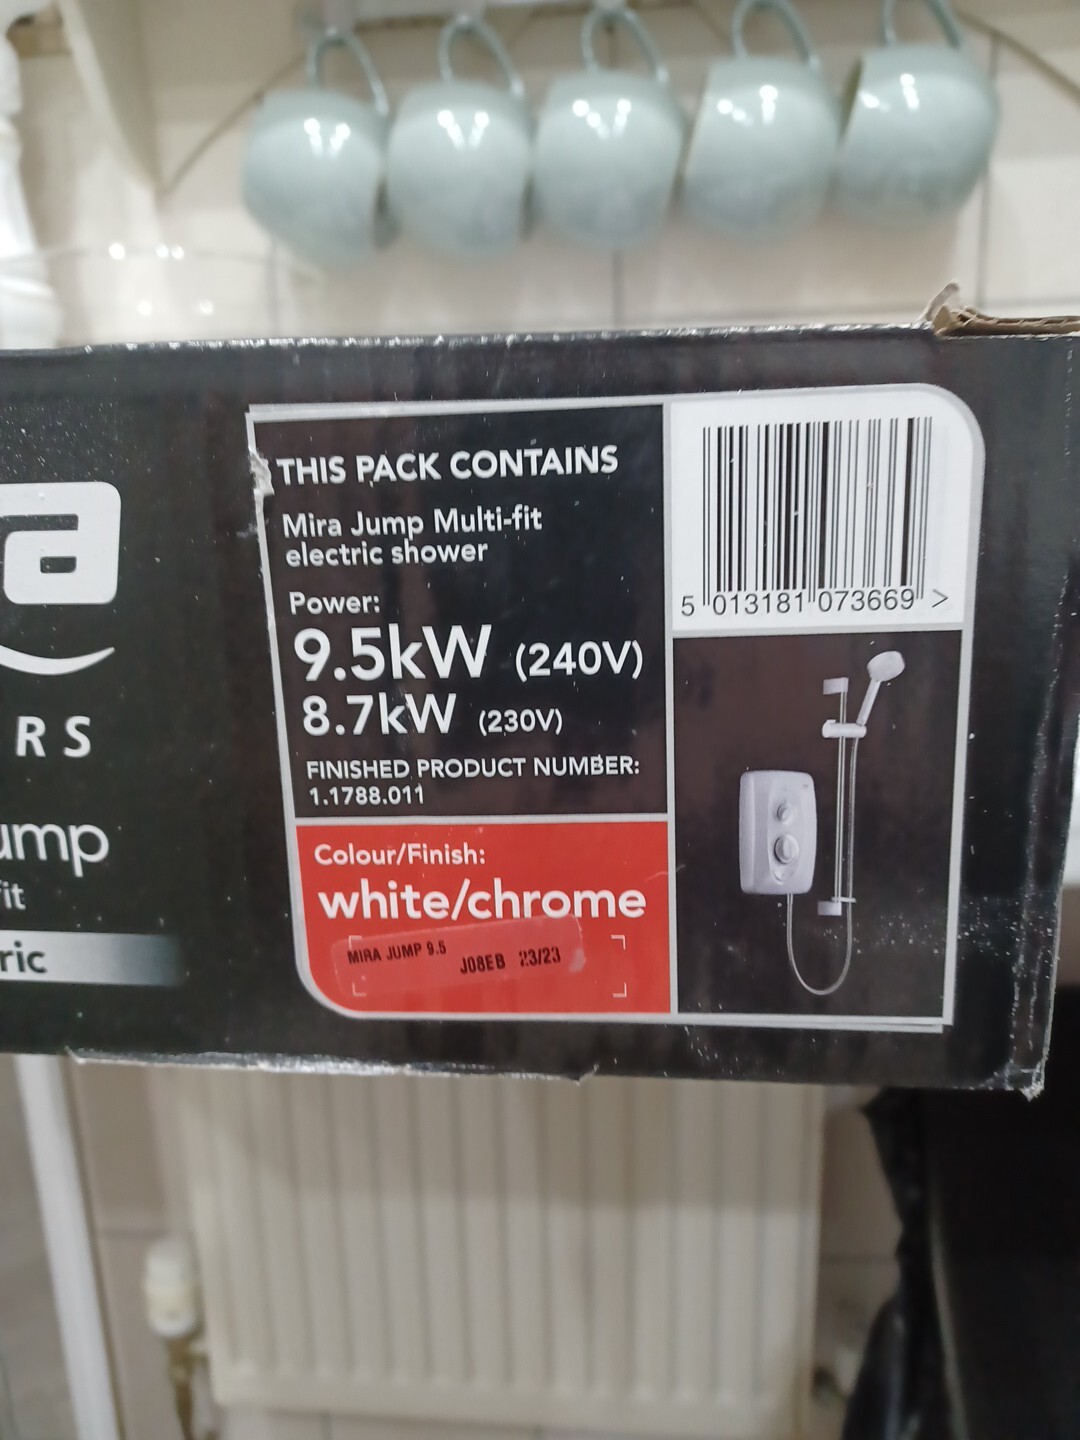 a
RS
ump
fit
ric
THIS PACK CONTAINS
Mira Jump Multi-fit
electric shower
Power:
9.5kW (240V)
8.7kW (230V)
FINISHED PRODUCT NUMBER:
1.1788.011
Colour/Finish:
white/chrome
MIRA JUMP 9.5 J08EB 23/23
5 013181 073669 >